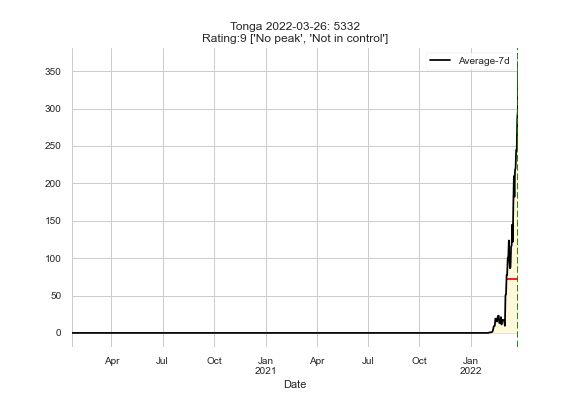 Tonga 2022-03-26: 5332
Rating:9 ['No peak', 'Not in control']
Average-7d
350
300
250
200
150
100
50
0
Apr Jul Oct Jan Apr Jul Oct Jan
2021 2022
Date